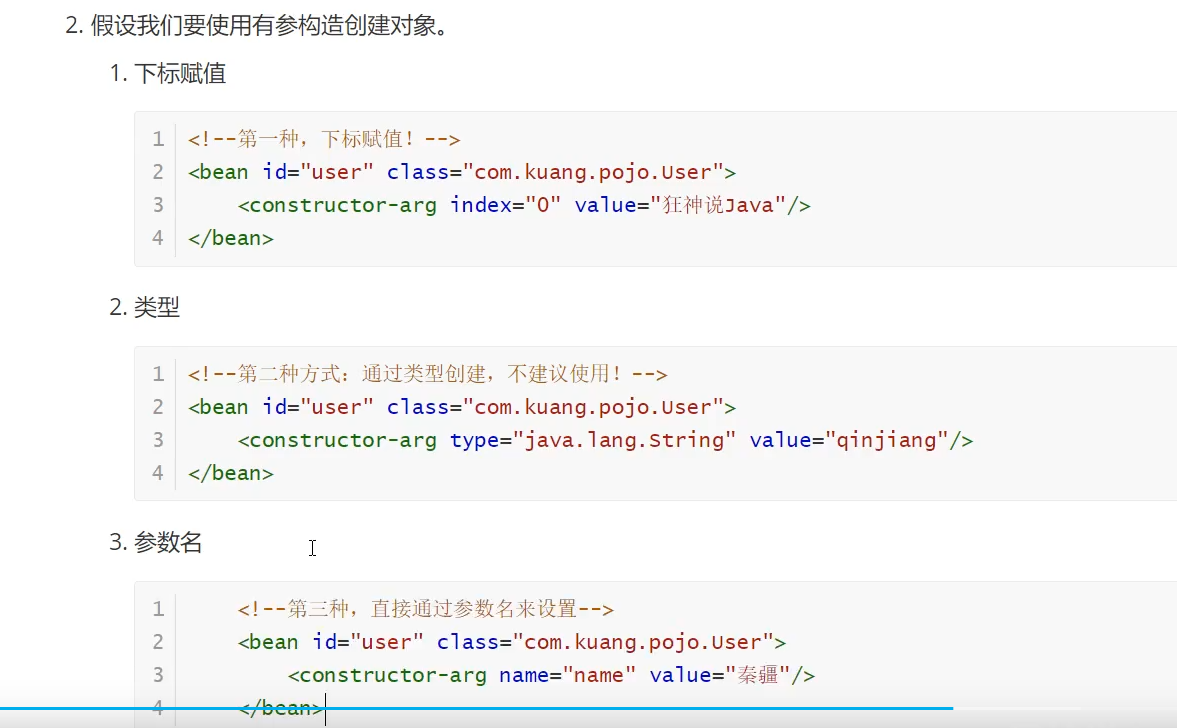 2. 假设我们要使用有参构造创建对象。
1. 下标赋值
1 <!--第一种，下标赋值！-->
2 <bean id="user" class="com.kuang.pojo.User">
3     <constructor-arg index="0" value="狂神说Java"/>
4 </bean>
2. 类型
1 <!--第二种方式：通过类型创建，不建议使用！-->
2 <bean id="user" class="com.kuang.pojo.User">
3     <constructor-arg type="java.lang.String" value="qinjiang"/>
4 </bean>
3. 参数名
1     <!--第三种，直接通过参数名来设置-->
2     <bean id="user" class="com.kuang.pojo.User">
3         <constructor-arg name="name" value="秦疆"/>
4     </bean>